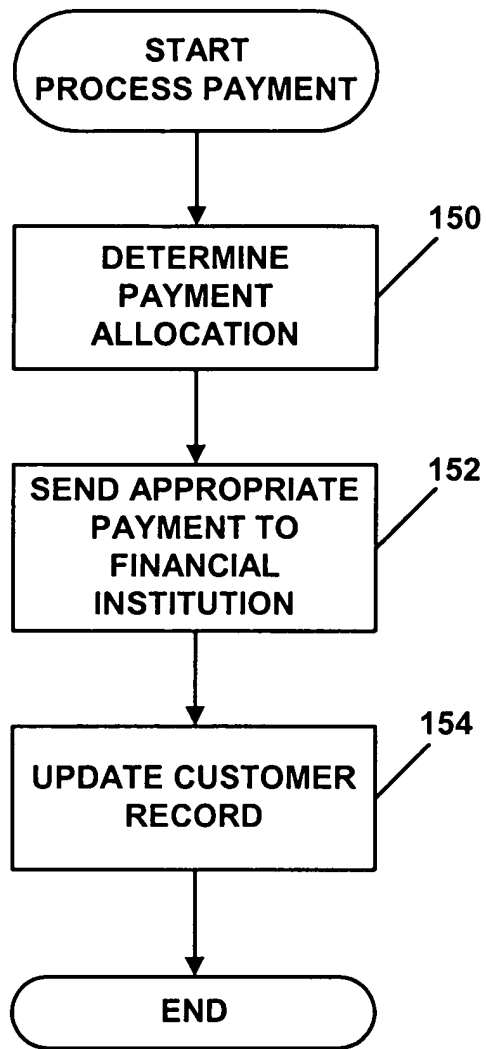 START
PROCESS PAYMENT
150
DETERMINE
PAYMENT
ALLOCATION
152
SEND APPROPRIATE
PAYMENT TO
FINANCIAL
INSTITUTION
154
UPDATE CUSTOMER
RECORD
END